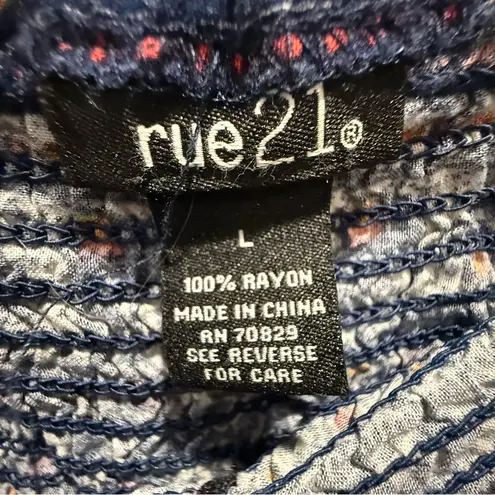 rue21®
L
100% RAYON
MADE IN CHINA
RN 70829
SEE REVERSE
FOR CARE